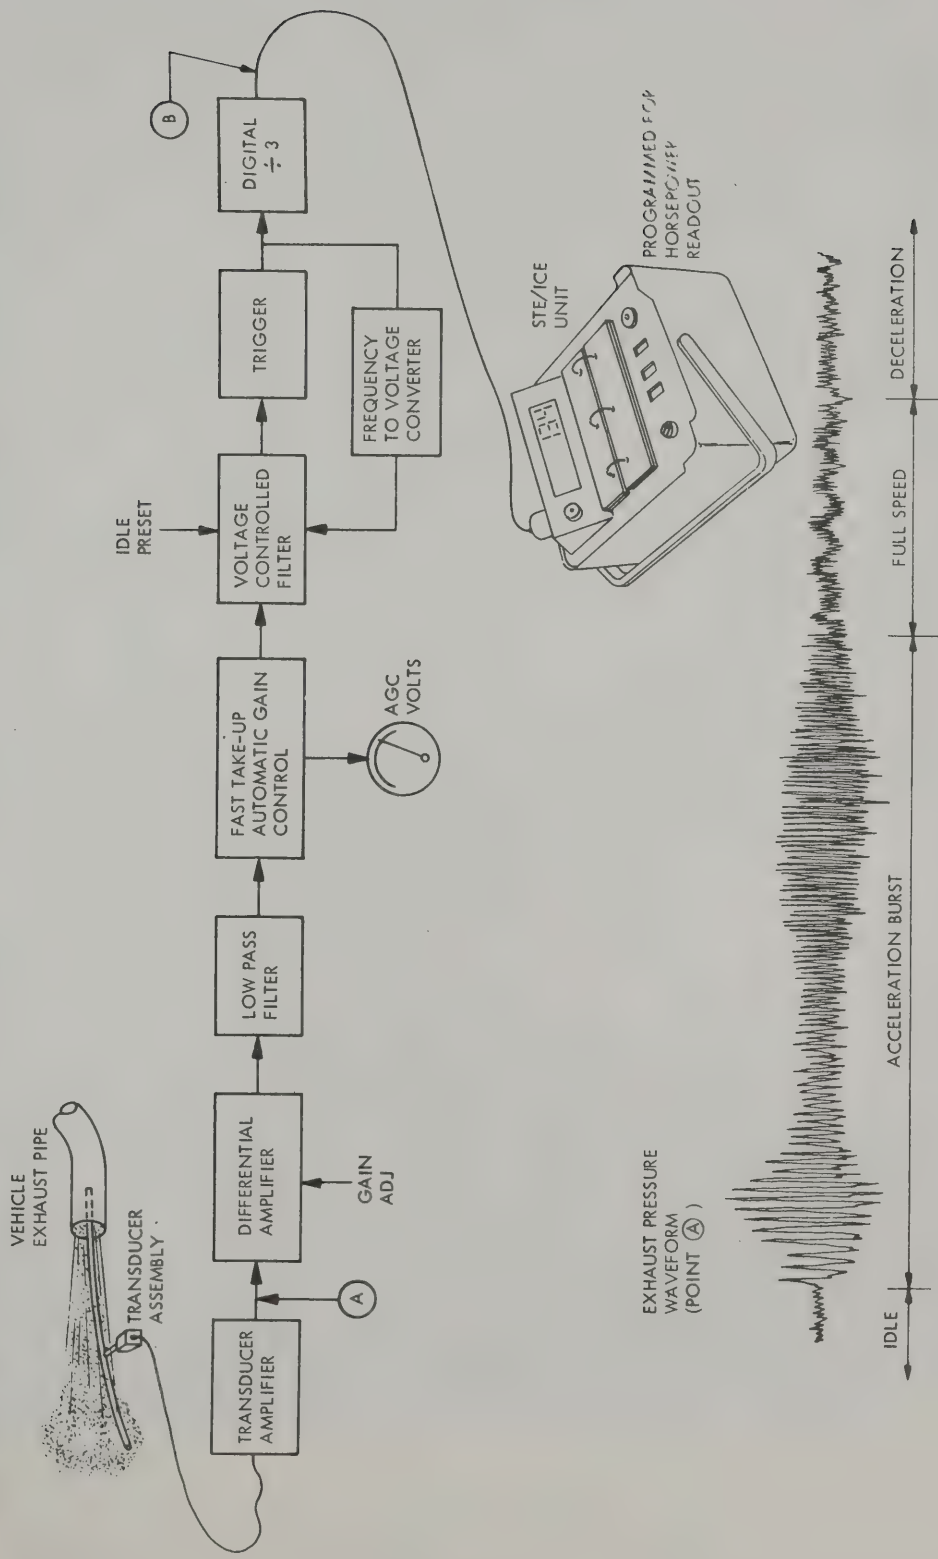 VEHICLE
EXHAUST PIPE
TRANSDUCER
ASSEMBLY
TRANSDUCER
AMPLIFIER
A
DIFFERENTIAL
AMPLIFIER
GAIN
ADJ
LOW PASS
FILTER
FAST TAKE-UP
AUTOMATIC GAIN
CONTROL
AGC
VOLTS
IDLE
PRESET
VOLTAGE
CONTROLLED
FILTER
TRIGGER
FREQUENCY
TO VOLTAGE
CONVERTER
DIGITAL
÷ 3
B
STE/ICE
UNIT
PROGRAMMED FOR
HORSEPOWER
READOUT
EXHAUST PRESSURE
WAVEFORM
(POINT A)
IDLE
ACCELERATION BURST
FULL SPEED
DECELERATION